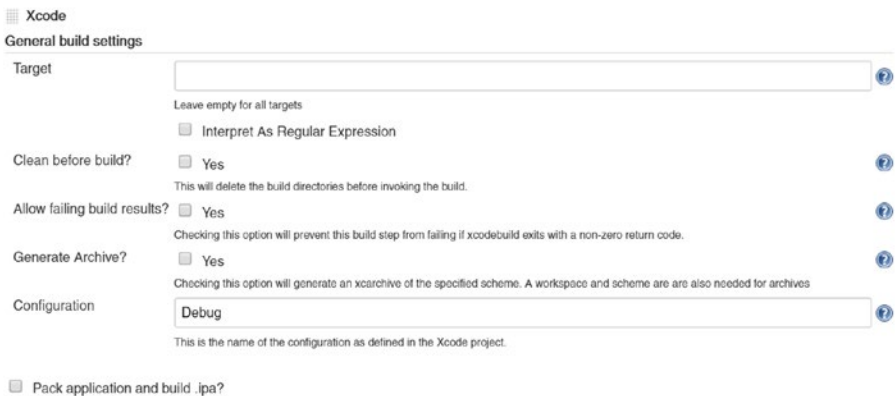 Xcode
General build settings
Target
Leave empty for all targets
Interpret As Regular Expression
Clean before build?
Yes
This will delete the build directories before invoking the build.
Allow failing build results?
Yes
Checking this option will prevent this build step from failing if xcodebuild exits with a non-zero return code.
Generate Archive?
Yes
Checking this option will generate an xcarchive of the specified scheme. A workspace and scheme are are also needed for archives
Configuration
Debug
This is the name of the configuration as defined in the Xcode project.
Pack application and build .ipa?